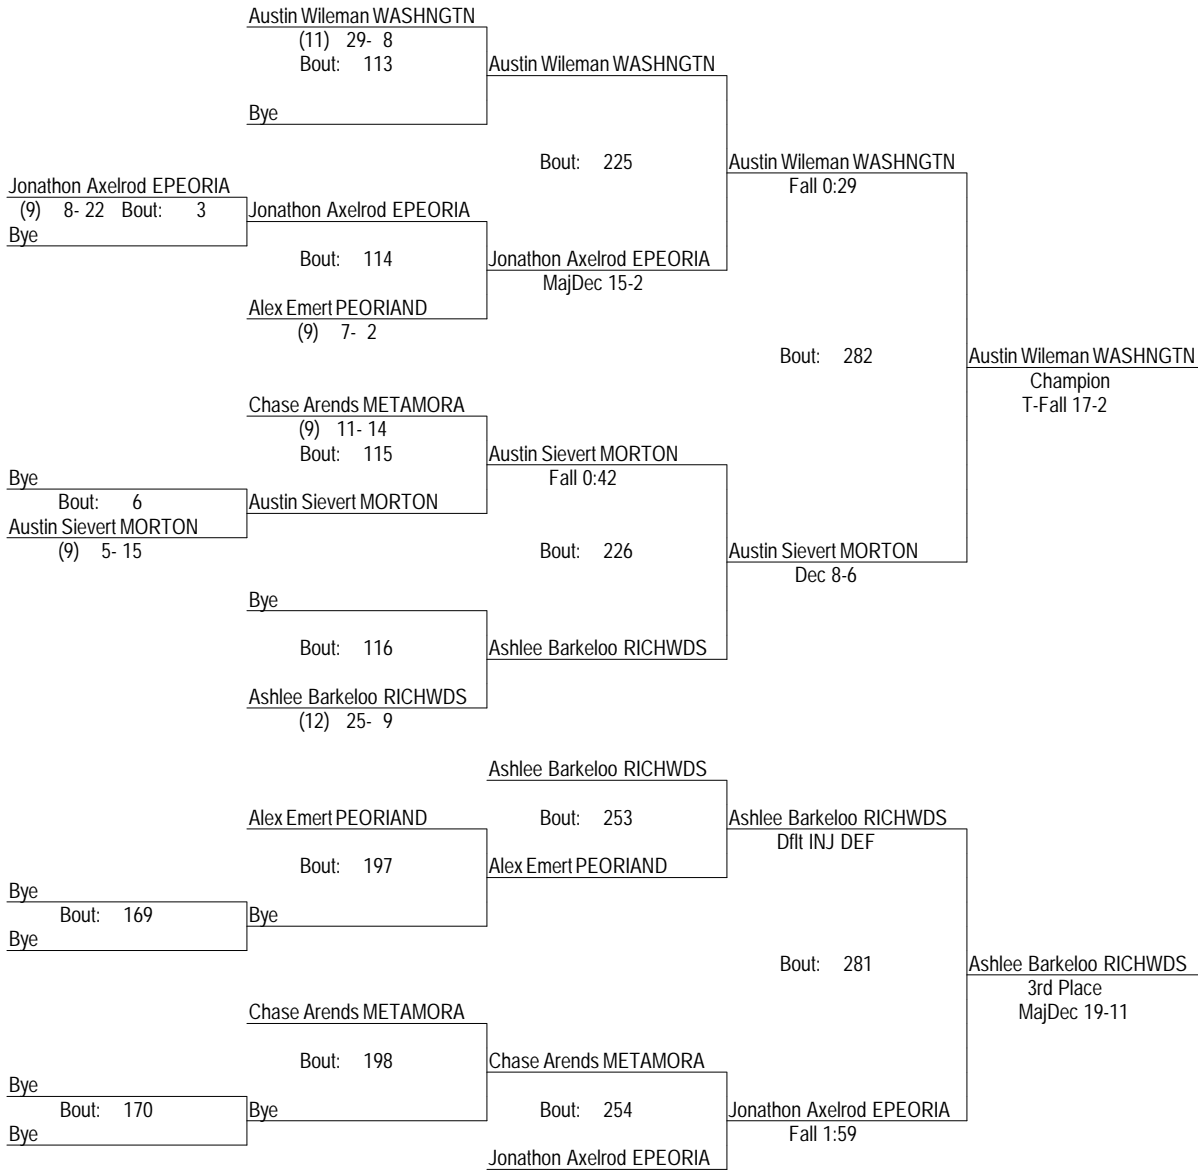 Austin Wileman WASHNGTN
(11) 29- 8
Bout: 113
Austin Wileman WASHNGTN
Bye
Bout: 225
Austin Wileman WASHNGTN
Fall 0:29
Jonathon Axelrod EPEORIA
(9) 8- 22 Bout: 3
Jonathon Axelrod EPEORIA
Bye
Bout: 114
Jonathon Axelrod EPEORIA
MajDec 15-2
Alex Emert PEORIAND
(9) 7- 2
Bout: 282
Austin Wileman WASHNGTN
Champion
T-Fall 17-2
Chase Arends METAMORA
(9) 11- 14
Bout: 115
Austin Sievert MORTON
Fall 0:42
Bye
Bout: 6
Austin Sievert MORTON
Austin Sievert MORTON
(9) 5- 15
Bout: 226
Austin Sievert MORTON
Dec 8-6
Bye
Bout: 116
Ashlee Barkeloo RICHWDS
Ashlee Barkeloo RICHWDS
(12) 25- 9
Ashlee Barkeloo RICHWDS
Alex Emert PEORIAND
Bout: 253
Ashlee Barkeloo RICHWDS
Dflt INJ DEF
Bout: 197
Alex Emert PEORIAND
Bye
Bout: 169
Bye
Bye
Bout: 281
Ashlee Barkeloo RICHWDS
3rd Place
MajDec 19-11
Chase Arends METAMORA
Bout: 198
Chase Arends METAMORA
Bye
Bout: 170
Bye
Bye
Bout: 254
Jonathon Axelrod EPEORIA
Fall 1:59
Jonathon Axelrod EPEORIA